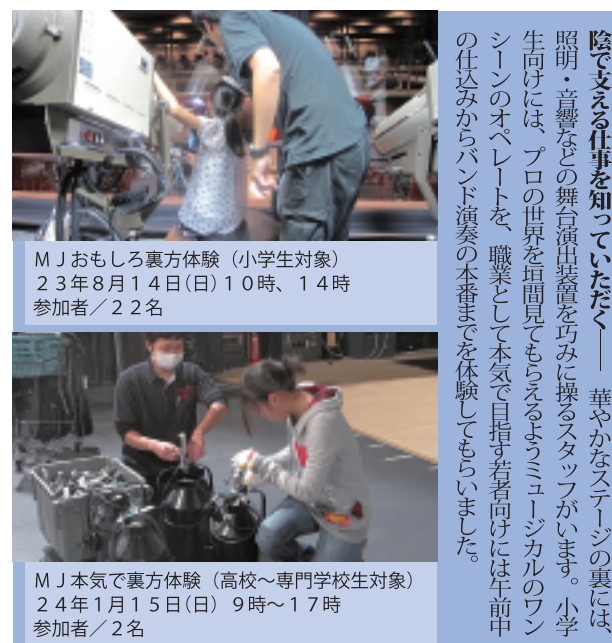 陰で支える仕事を知っていただく―― 華やかなステージの裏には、
照明・音響などの舞台演出装置を巧みに操るスタッフがいます。小学
生向けには、プロの世界を垣間見てもらえるようミュージカルのワン
シーンのオペレートを、職業として本気で目指す若者向けには午前中
の仕込みからバンド演奏の本番までを体験してもらいました。
ＭＪおもしろ裏方体験（小学生対象）
２３年８月１４日(日)１０時、１４時
参加者／２２名
ＭＪ本気で裏方体験（高校～専門学校生対象）
２４年１月１５日(日) ９時～１７時
参加者／２名